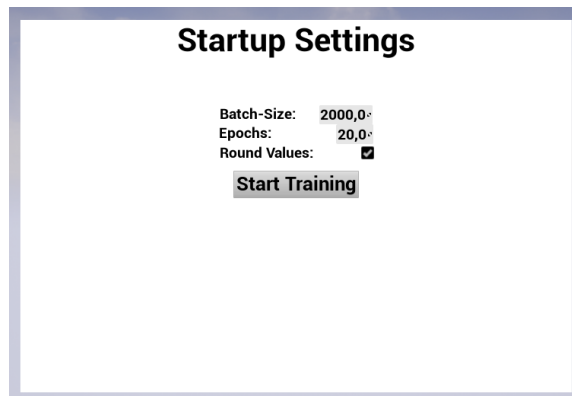 Startup Settings
Batch-Size: 2000,0
Epochs: 20,0
Round Values:
Start Training